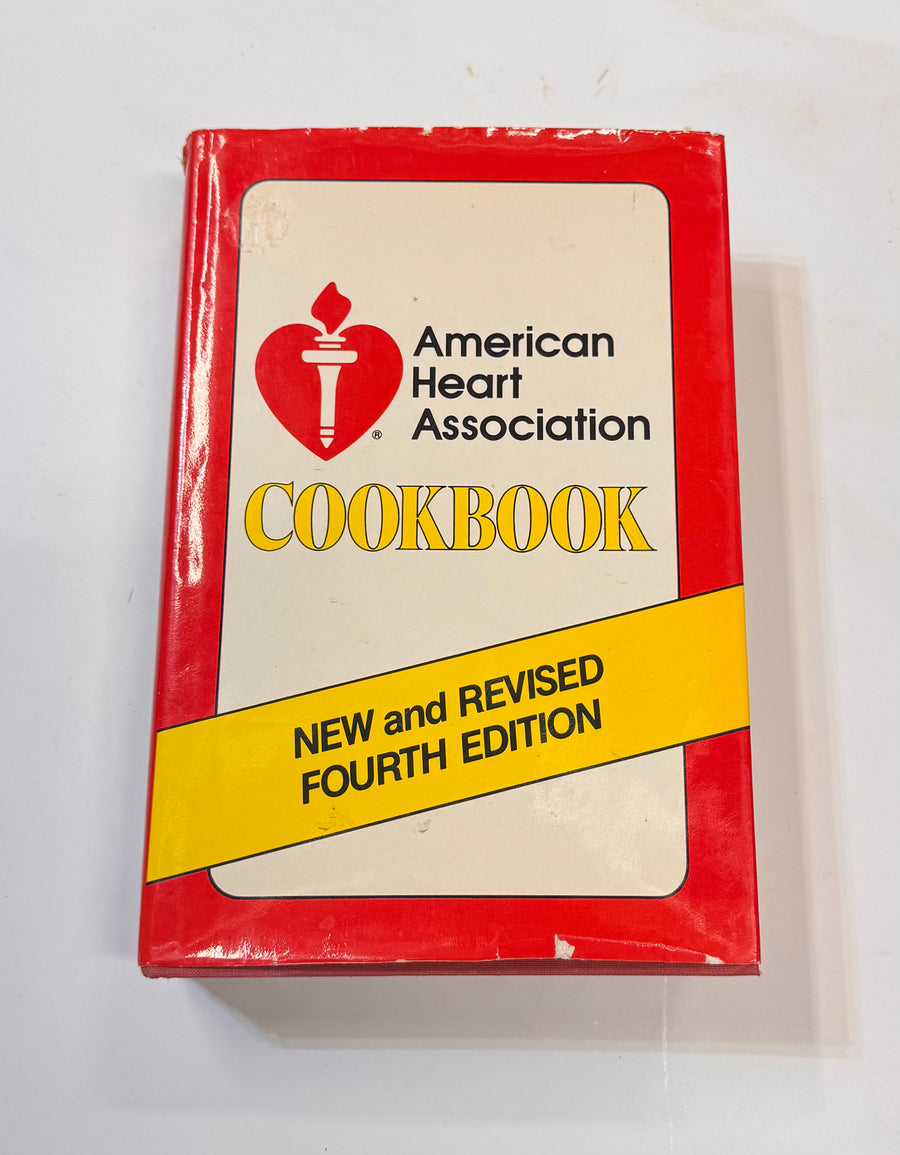 American
Heart
Association
®
COOKBOOK
NEW and REVISED
FOURTH EDITION